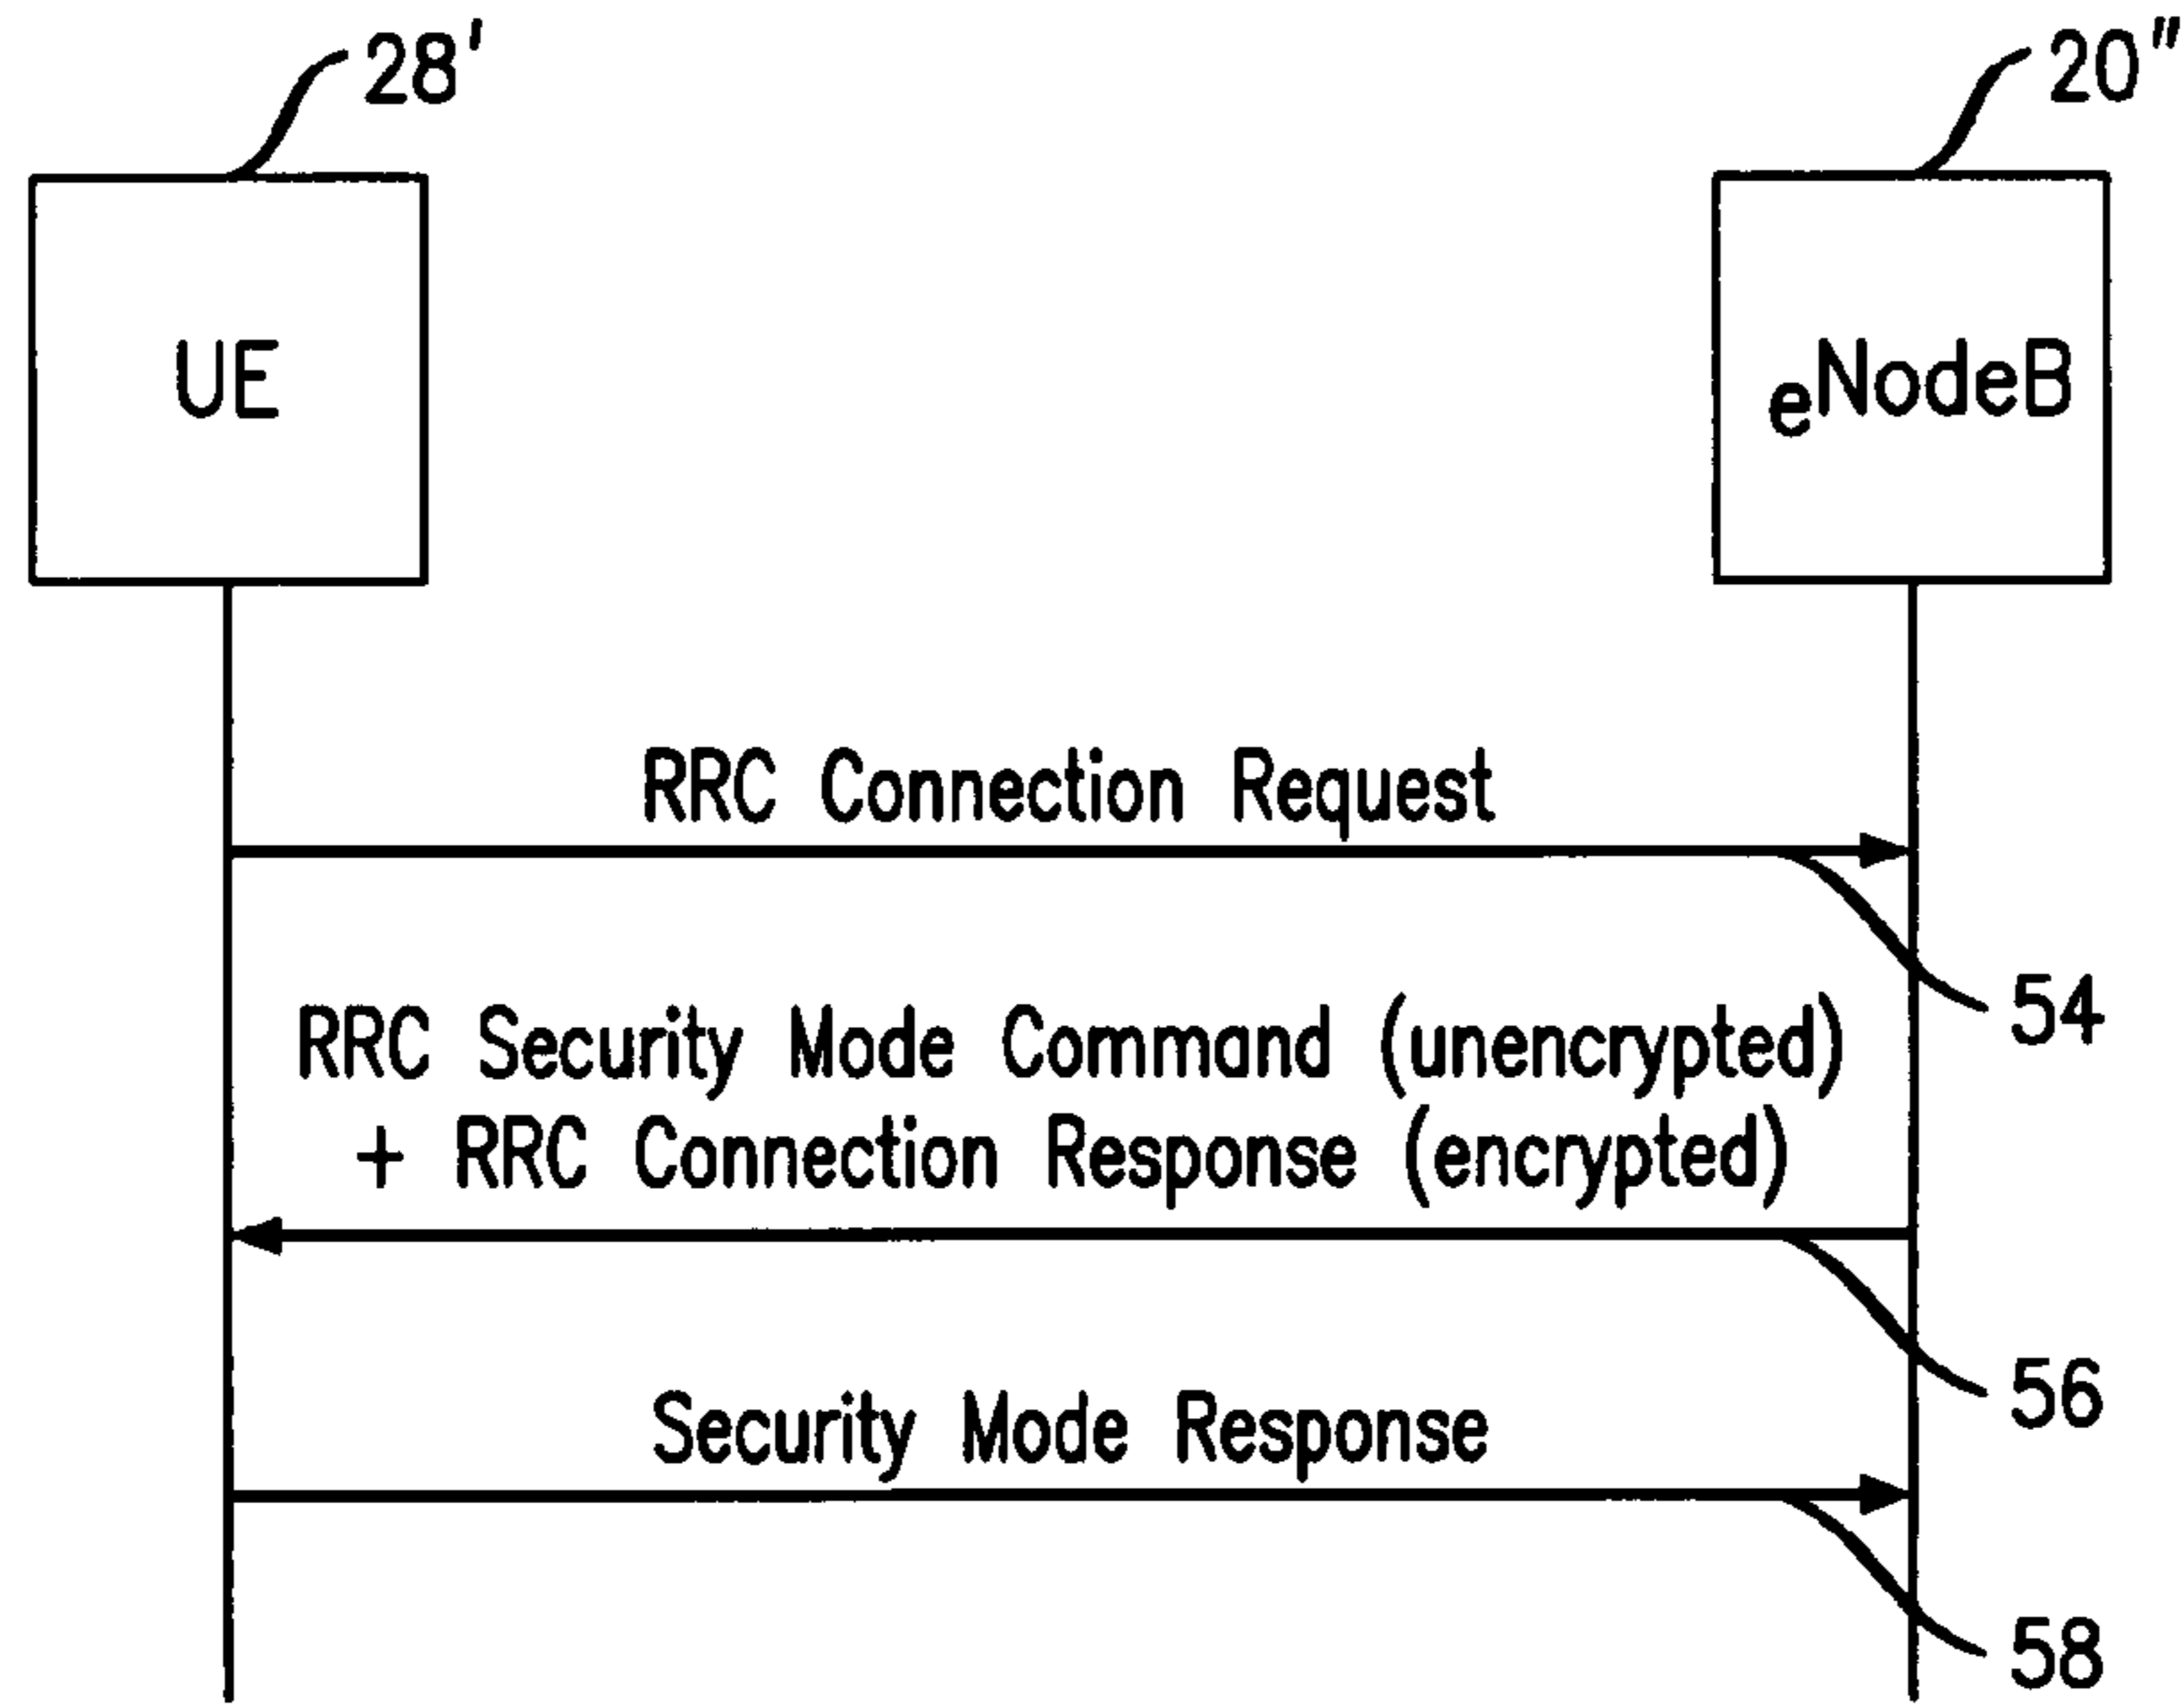 28'
20"
UE
eNodeB
RRC Connection Request
54
RRC Security Mode Command (unencrypted)
+ RRC Connection Response (encrypted)
56
Security Mode Response
58